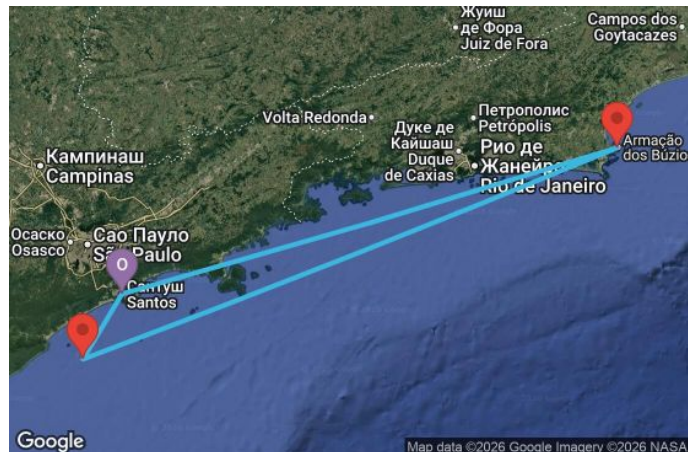 Жуиш
де Фора
Juiz de Fora
Campos dos
Goytacazes
Volta Redonda
Петрополис
Petrópolis
Дуке де
Кайшаш
Duque
de Caxias
Рио де
Жанейро
Rio de Janeiro
Armação
dos Búzio
Кампинаш
Campinas
Осаско
Osasco
Сао Пауло
São Paulo
O
Сантуш
Santos
Google
Map data ©2026 Google Imagery ©2026 NASA